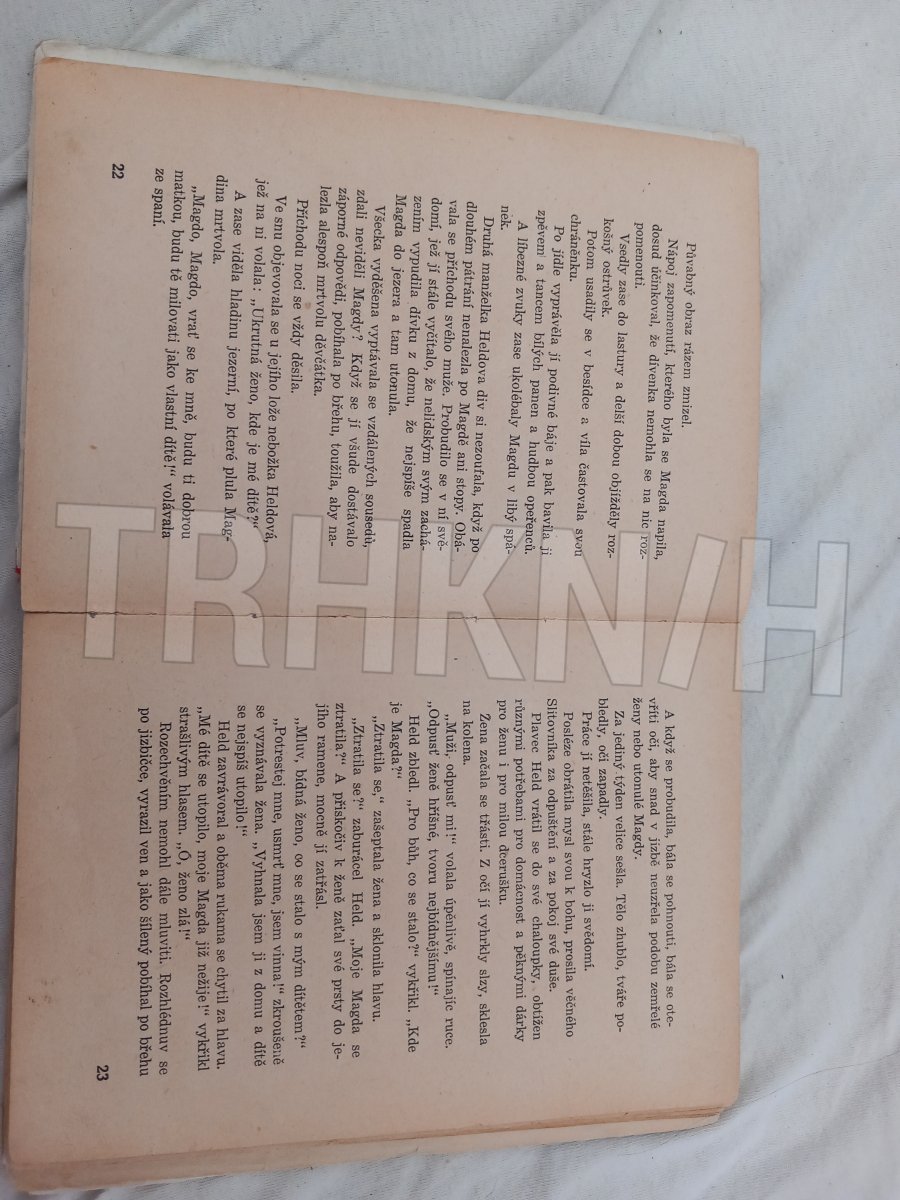 Půvabný obraz rázem zmizel.
Nápoj zapomenutí, kterého byla se Magda napila,
dosud účinkoval, že dívenka nemohla se na nic roz-
pomenouti.
Vsedly zase do lastury a delší dobou objížděly roz-
košný ostrůvek.
Potom usadily se v besídce a víla častovala svou
chráněnku.
Po jídle vyprávěla jí podivné báje a pak bavila ji
zpěvem a tancem bílých panen a hudbou opeřenců.
A líbezné zvuky zase ukolébaly Magdu v libý spá-
nek.
Druhá manželka Heldova div si nezoufala, když po
dlouhém pátrání nenalezla po Magdě ani stopy. Obá-
vala se příchodu svého muže. Probudilo se v ní svě-
domí, jež jí stále vyčítalo, že nelidským svým zachá-
zením vypudila dívku z domu, že nejspíše spadla
Magda do jezera a tam utonula.
Všecka vyděšena vyptávala se vzdálených sousedů,
zdali neviděli Magdy? Když se jí všude dostávalo
záporné odpovědi, pobíhala po břehu, toužila, aby na-
lezla alespoň mrtvolu děvčátka.
Příchodu noci se vždy děsila.
Ve snu objevovala se u jejího lože nebožka Heldová,
jež na ni volala: „Ukrutná ženo, kde je mé dítě?“
A zase viděla hladinu jezerní, po které plula Mag-
dina mrtvola.
„Magdo, Magdo, vrať se ke mně, budu ti dobrou
matkou, budu tě milovati jako vlastní dítě!“ volávala
ze spaní.
22
A když se probudila, bála se pohnouti, bála se ote-
vříti oči, aby snad v jizbě neuzřela podobu zemřelé
ženy nebo utonulé Magdy.
Za jediný týden velice sešla. Tělo zhublo, tváře po-
bledly, oči zapadly.
Práce jí netěšila, stále hryzlo ji svědomí.
Posléze obrátila mysl svou k bohu, prosila věčného
Slitovníka za odpuštění a za pokoj své duše.
Plavec Held vrátil se do své chaloupky, obtížen
různými potřebami pro domácnost a pěknými dárky
pro ženu i pro milou dcerušku.
Žena začala se třásti. Z očí jí vyhrkly slzy, sklesla
na kolena.
„Muži, odpusť mi!“ volala úpěnlivě, spínajíc ruce.
„Odpusť ženě hříšné, tvoru nejbídnějšímu!“
Held zbledl. „Pro bůh, co se stalo?“ vykřikl. „Kde
je Magda?“
„Ztratila se,“ zašeptala žena a sklonila hlavu.
„Ztratila se?“ zaburácel Held. „Moje Magda se
ztratila?“ A přiskočiv k ženě zaťal své prsty do je-
jího ramene, mocně jí zatřásl.
„Mluv, bídná ženo, co se stalo s mým dítětem?“
„Potrestej mne, usmrť mne, jsem vinna!“ zkroušeně
se vyznávala žena. „Vyhnala jsem ji z domu a dítě
se nejspíš utopilo!“
Held zavrávoral a oběma rukama se chytil za hlavu.
„Mé dítě se utopilo, moje Magda již nežije!“ vykřikl
strašlivým hlasem. „O, ženo zlá!“
Rozechvěním nemohl dále mluviti. Rozhlédnuv se
po jizbičce, vyrazil ven a jako šílený pobíhal po břehu
23
TRHKNIH